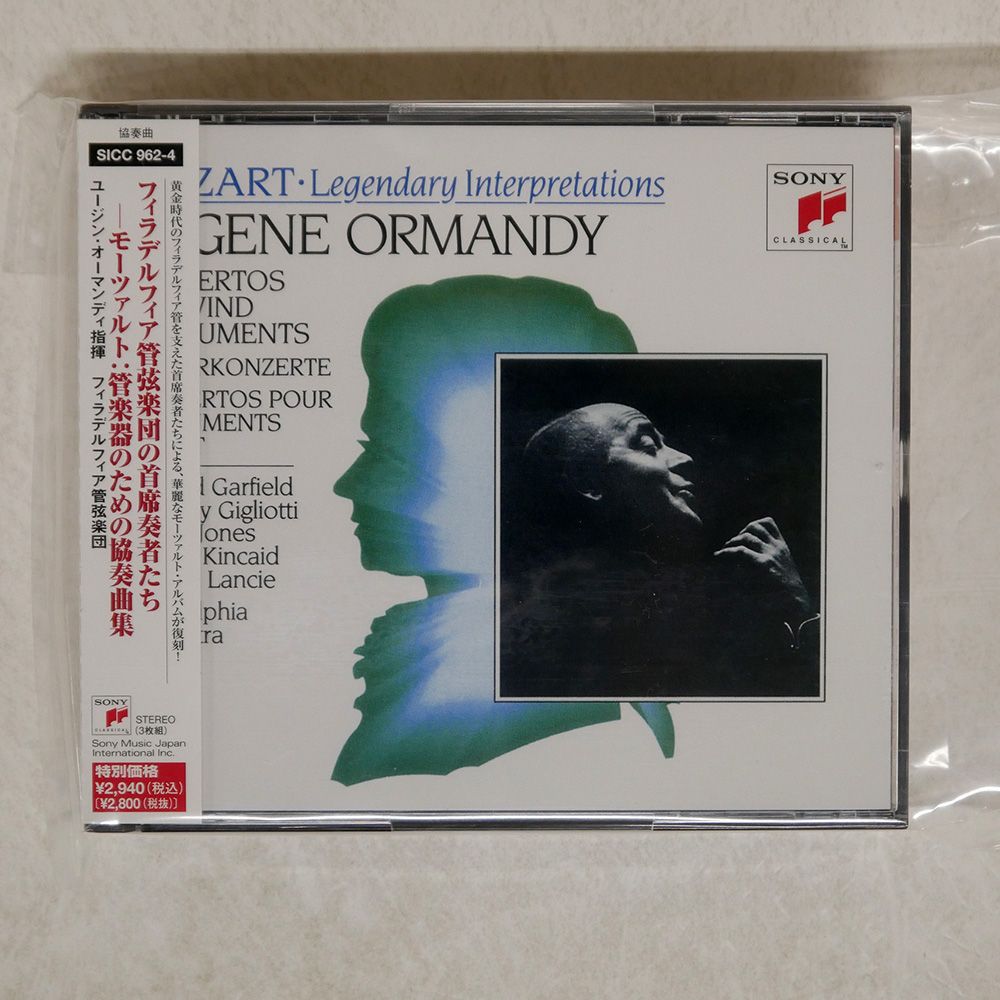 協奏曲
SICC 962-4
黄金時代のフィラデルフィア管を支えた首席奏者たちによる、華麗なモーツァルト・アルバムが復刻！
フィラデルフィア管弦楽団の首席奏者たち
—モーツァルト：管楽器のための協奏曲集
ユージン・オーマンディ指揮 フィラデルフィア管弦楽団
SONY
CLASSICAL
STEREO
(3枚組)
Sony Music Japan
International Inc.
特別価格
¥2,940(税込)
[¥2,800(税抜)]
ZART · Legendary Interpretations
GENE ORMANDY
ERTOS
WIND
UMENTS
RKONZERTE
ERTOS POUR
UMENTS
T
d Garfield
y Gigliotti
Jones
Kincaid
Lancie
lphia
tra
SONY
CLASSICAL
TM